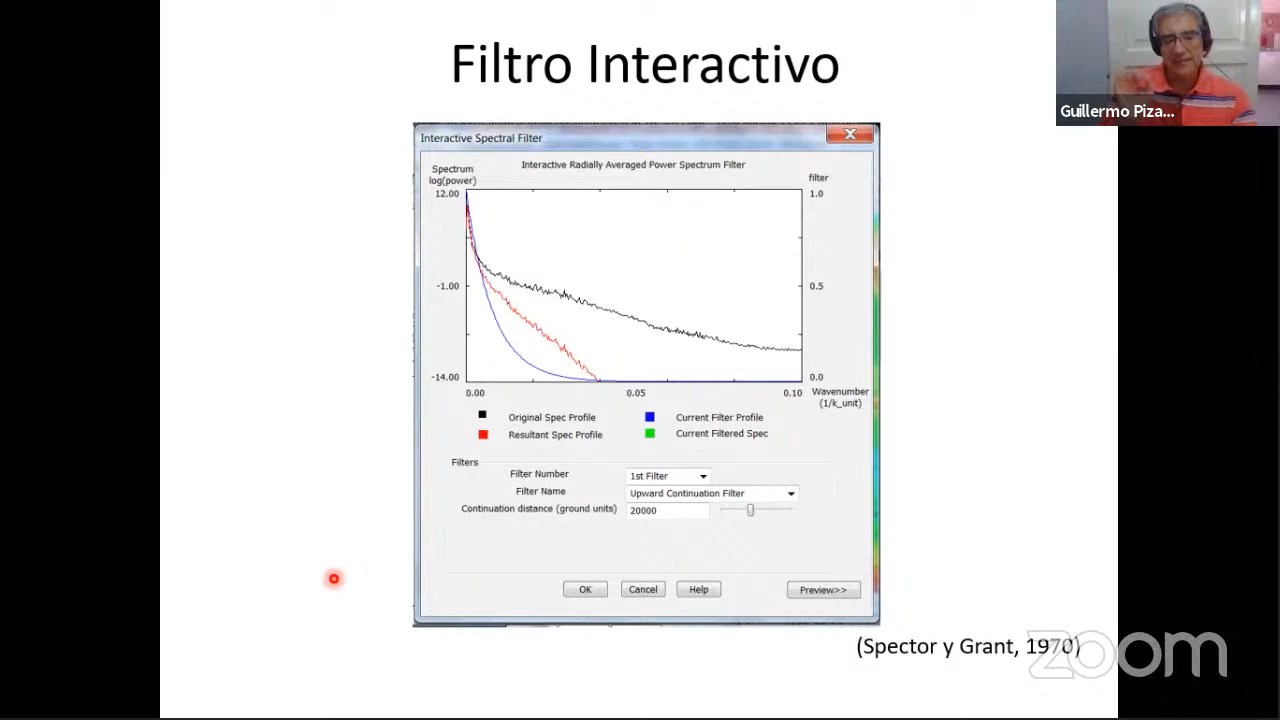 Filtro Interactivo
Guillermo Piza...
Interactive Spectral Filter
Interactive Radially Averaged Power Spectrum Filter
Spectrum
log(power)
filter
12.00
1.0
-1.00
0.5
-14.00
0.0
0.00
0.05
0.10
Wavenumber
(1/k_unit)
Original Spec Profile
Current Filter Profile
Resultant Spec Profile
Current Filtered Spec
Filters
Filter Number
1st Filter
Filter Name
Upward Continuation Filter
Continuation distance (ground units)
20000
OK
Cancel
Help
Preview>>
(Spector y Grant, 1970)
zoom